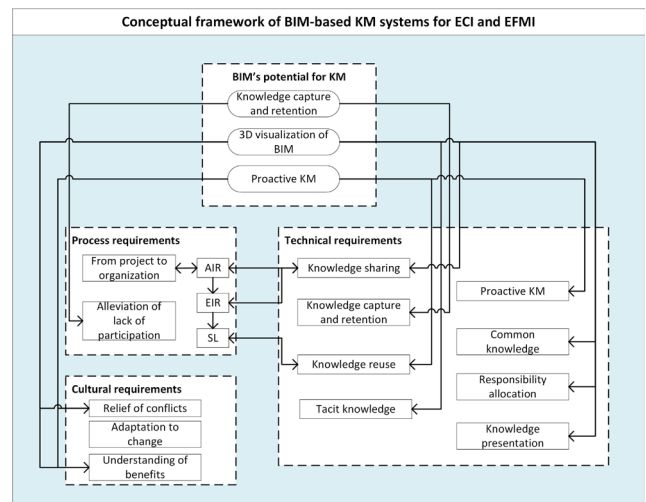 Conceptual framework of BIM-based KM systems for ECI and EFMI
BIM's potential for KM
Knowledge capture
and retention
3D visualization of
BIM
Proactive KM
Process requirements
From project to
organization
AIR
EIR
Alleviation of
lack of
participation
SL
Cultural requirements
Relief of conflicts
Adaptation to
change
Understanding of
benefits
Technical requirements
Knowledge sharing
Knowledge capture
and retention
Knowledge reuse
Tacit knowledge
Proactive KM
Common
knowledge
Responsibility
allocation
Knowledge
presentation